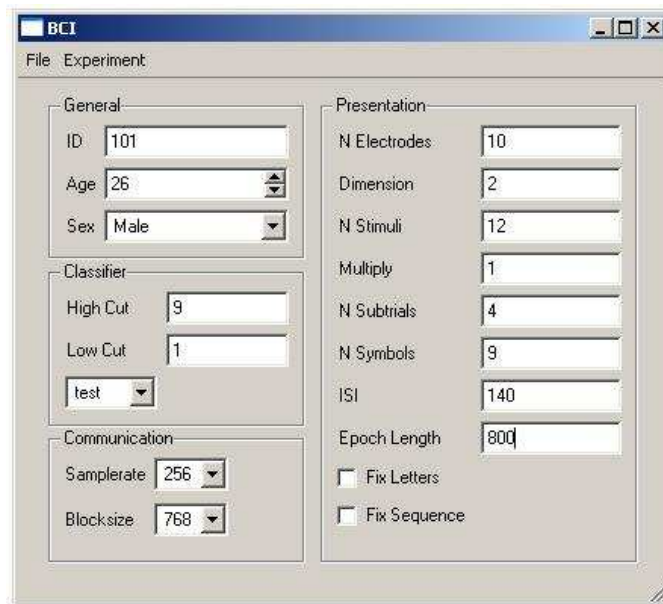 BCI
File Experiment
General
ID 101
Age 26
Sex Male
Classifier
High Cut 9
Low Cut 1
test
Communication
Samplerate 256
Blocksize 768
Presentation
N Electrodes 10
Dimension 2
N Stimuli 12
Multiply 1
N Subtrials 4
N Symbols 9
ISI 140
Epoch Length 800
Fix Letters
Fix Sequence